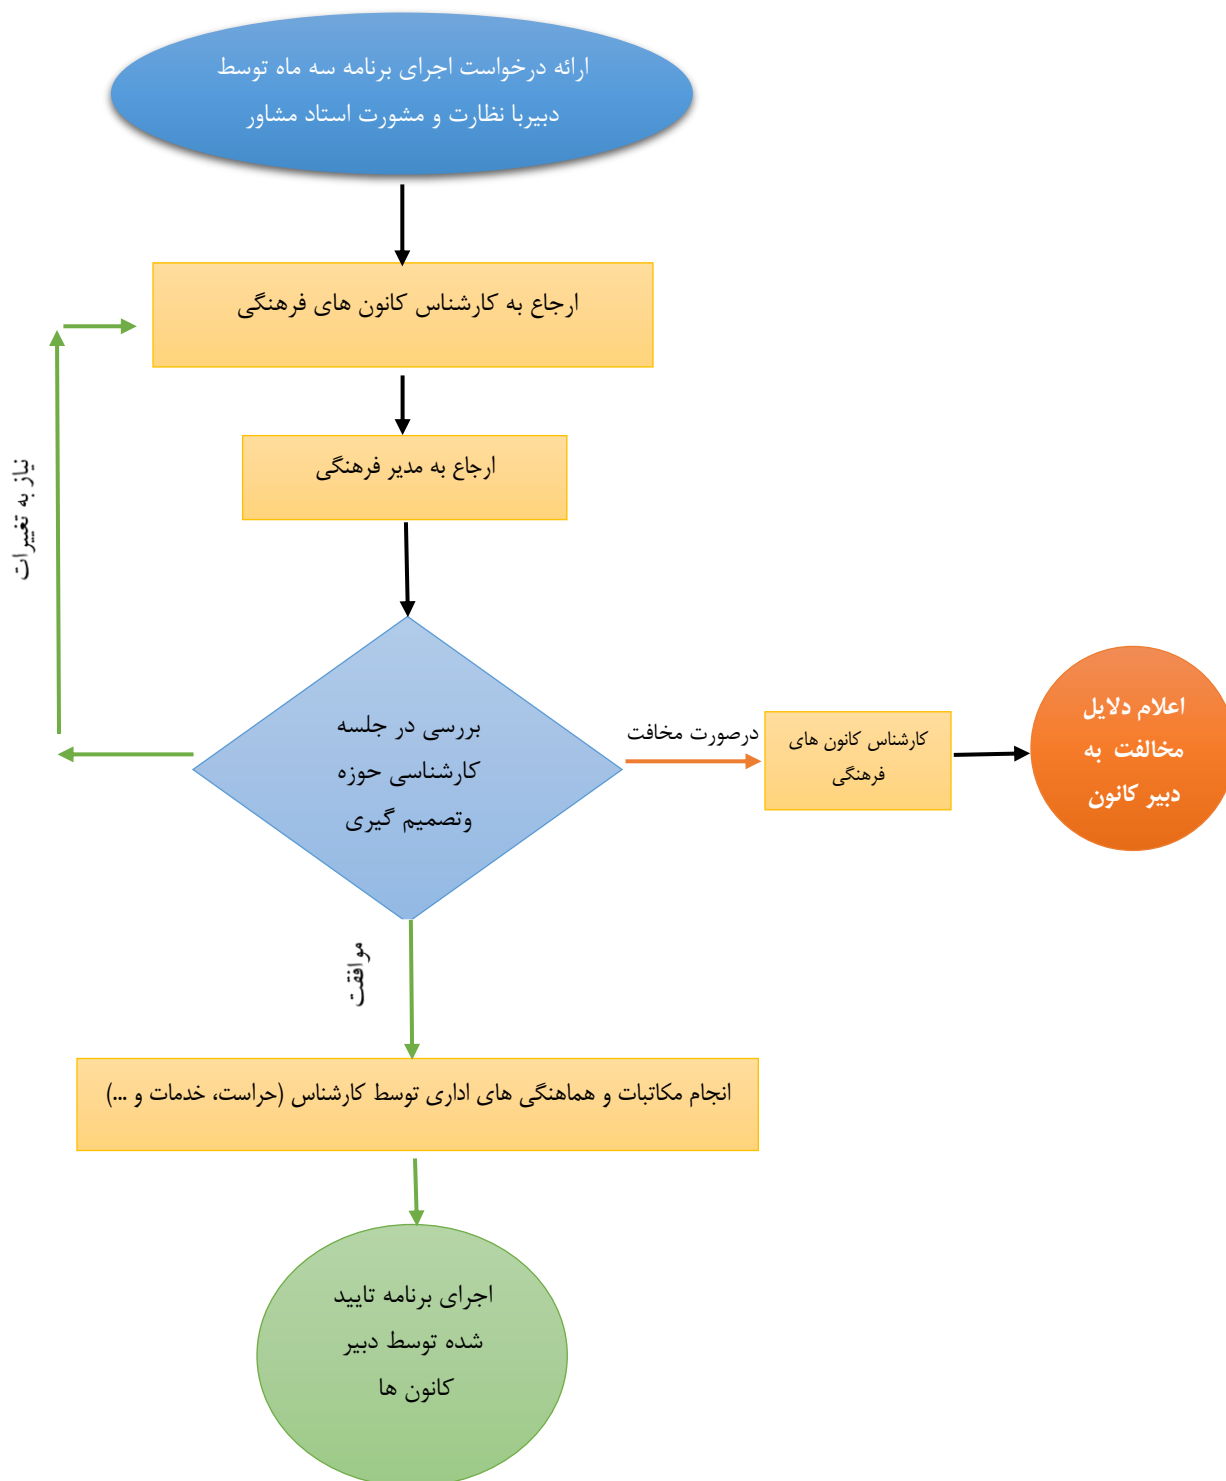 ارائه درخواست اجرای برنامه سه ماه توسط
دبیربا نظارت و مشورت استاد مشاور
ارجاع به کارشناس کانون های فرهنگی
ارجاع به مدیر فرهنگی
نیاز به تغییرات
بررسی در جلسه
کارشناسی حوزه
وتصمیم گیری
درصورت مخافت
کارشناس کانون های
فرهنگی
اعلام دلایل
مخالفت به
دبیر کانون
موافقت
انجام مکاتبات و هماهنگی های اداری توسط کارشناس (حراست، خدمات و ...)
اجرای برنامه تایید
شده توسط دبیر
کانون ها